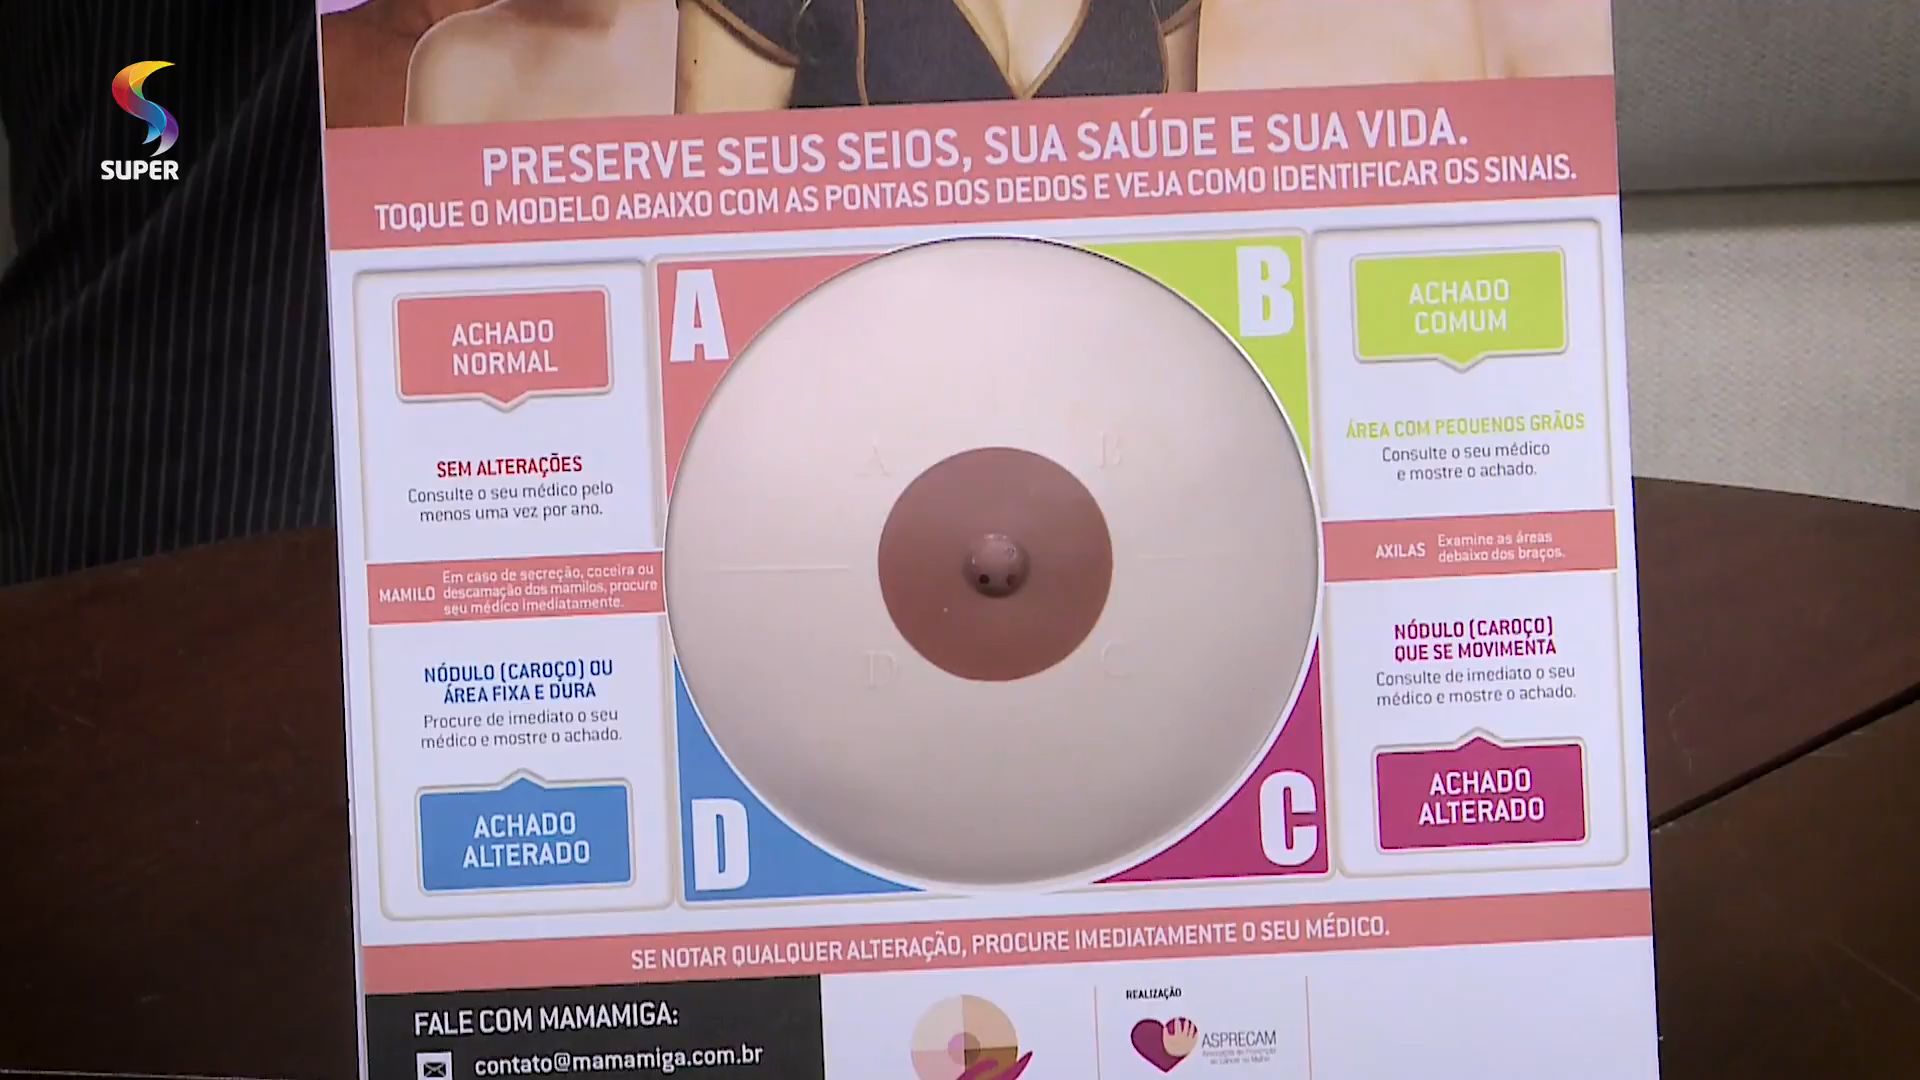 SUPER
PRESERVE SEUS SEIOS, SUA SAÚDE E SUA VIDA.
TOQUE O MODELO ABAIXO COM AS PONTAS DOS DEDOS E VEJA COMO IDENTIFICAR OS SINAIS.
A
B
ACHADO
NORMAL
SEM ALTERAÇÕES
Consulte o seu médico pelo
menos uma vez por ano.
ACHADO
COMUM
ÁREA COM PEQUENOS GRÃOS
Consulte o seu médico
e mostre o achado.
A
B
MAMILO
Em caso de secreção, coceira ou
descamação dos mamilos, procure
seu médico imediatamente.
AXILAS
Examine as áreas
debaixo dos braços.
D
C
NÓDULO (CAROÇO) OU
ÁREA FIXA E DURA
Procure de imediato o seu
médico e mostre o achado.
ACHADO
ALTERADO
NÓDULO (CAROÇO)
QUE SE MOVIMENTA
Consulte de imediato o seu
médico e mostre o achado.
ACHADO
ALTERADO
D
C
SE NOTAR QUALQUER ALTERAÇÃO, PROCURE IMEDIATAMENTE O SEU MÉDICO.
FALE COM MAMAMIGA:
contato@mamamiga.com.br
REALIZAÇÃO
ASPRECAM